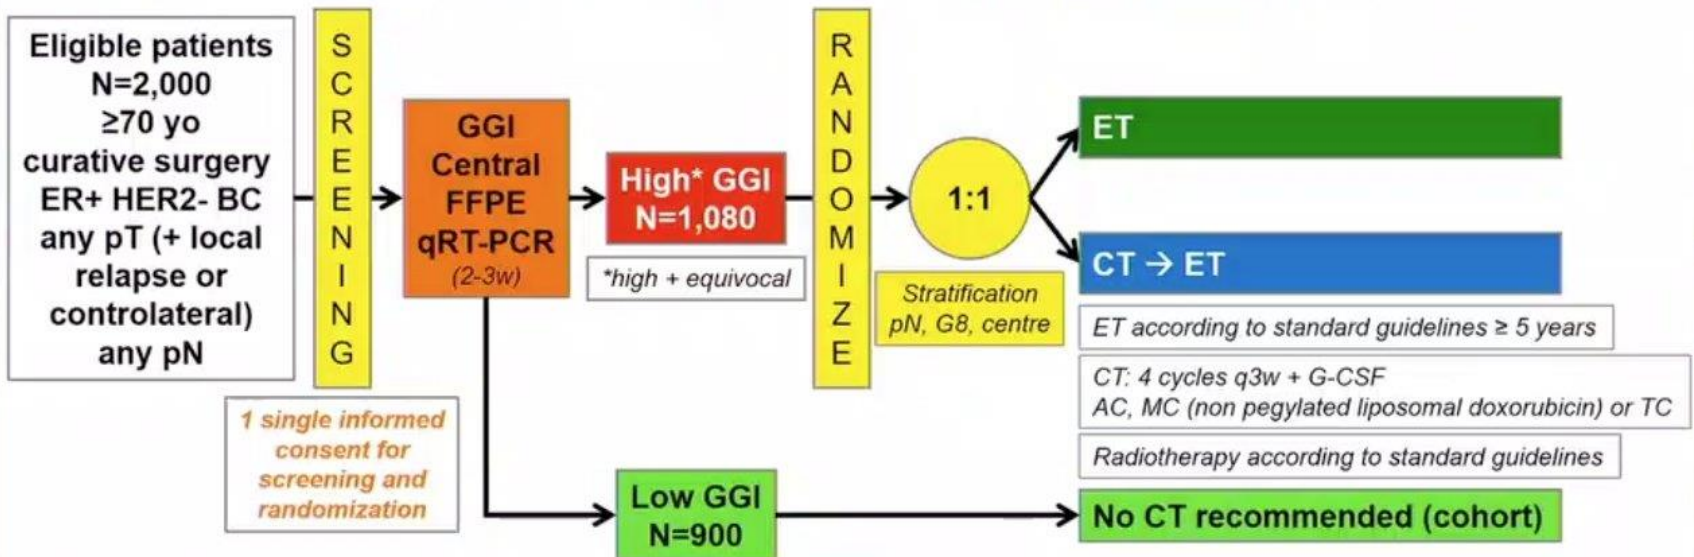 Eligible patients
N=2,000
≥70 yo
curative surgery
ER+ HER2- BC
any pT (+ local
relapse or
controlateral)
any pN
SCREENING
1 single informed
consent for
screening and
randomization
GGI
Central
FFPE
qRT-PCR
(2-3w)
High* GGI
N=1,080
*high + equivocal
RANDOMIZE
1:1
Stratification
pN, G8, centre
ET
CT → ET
ET according to standard guidelines ≥ 5 years
CT: 4 cycles q3w + G-CSF
AC, MC (non pegylated liposomal doxorubicin) or TC
Radiotherapy according to standard guidelines
Low GGI
N=900
No CT recommended (cohort)